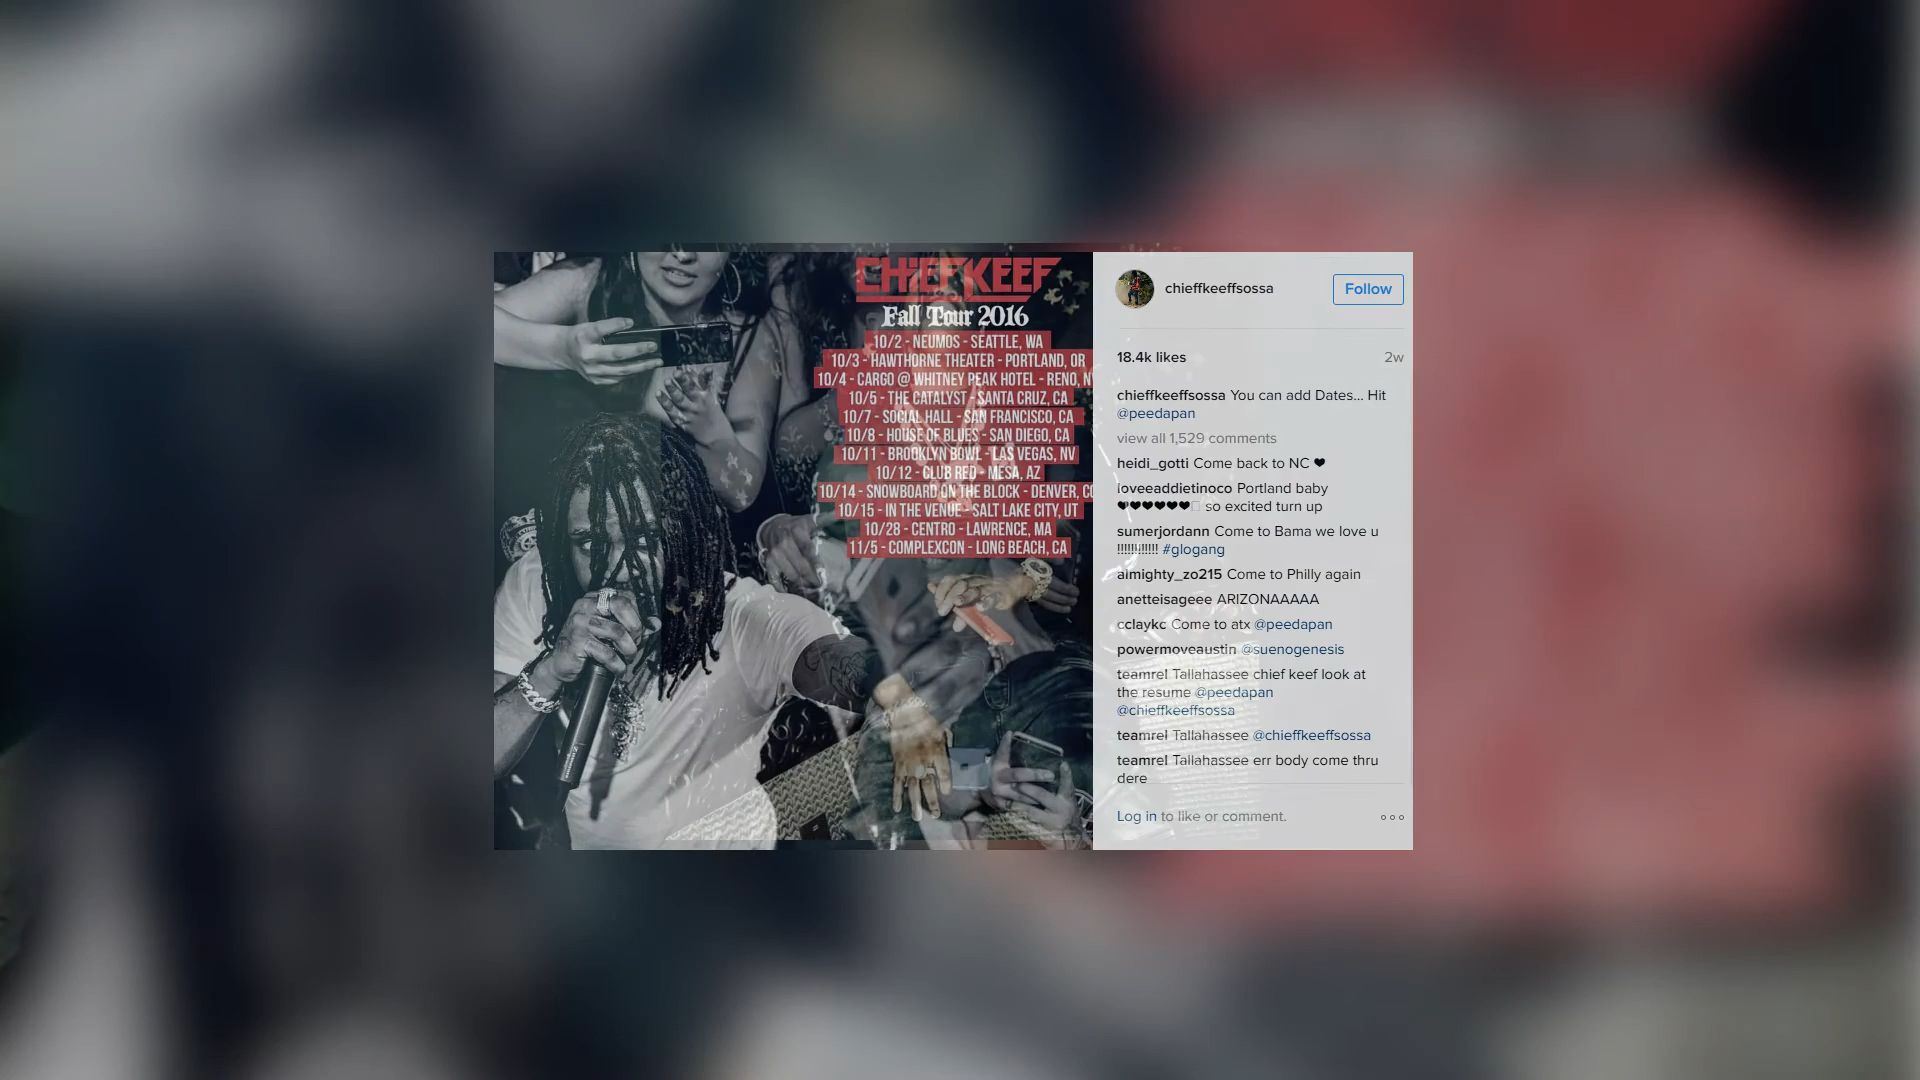 CHIEF KEEF
Fall Tour 2016
10/2 - NEUMOS - SEATTLE, WA
10/3 - HAWTHORNE THEATER - PORTLAND, OR
10/4 - CARGO @ WHITNEY PEAK HOTEL - RENO, NV
10/5 - THE CATALYST - SANTA CRUZ, CA
10/7 - SOCIAL HALL - SAN FRANCISCO, CA
10/8 - HOUSE OF BLUES - SAN DIEGO, CA
10/11 - BROOKLYN BOWL - LAS VEGAS, NV
10/12 - CLUB RED - MESA, AZ
10/14 - SNOWBOARD ON THE BLOCK - DENVER, CO
10/15 - IN THE VENUE - SALT LAKE CITY, UT
10/28 - CENTRO - LAWRENCE, MA
11/5 - COMPLEXCON - LONG BEACH, CA
chieffkeeffsossa
Follow
18.4k likes
2w
chieffkeeffsossa You can add Dates... Hit
@peedapan
view all 1,529 comments
heidi_gotti Come back to NC ❤
loveeaddietinoco Portland baby
❤❤❤❤❤❤ so excited turn up
sumerjordann Come to Bama we love u
!!!!!!!!!!!! #glogang
almighty_zo215 Come to Philly again
anetteisageee ARIZONAAAAA
cclaykc Come to atx @peedapan
powermoveaustin @suenogenesis
teamrel Tallahassee chief keef look at
the resume @peedapan
@chieffkeeffsossa
teamrel Tallahassee @chieffkeeffsossa
teamrel Tallahassee err body come thru
dere
Log in to like or comment.